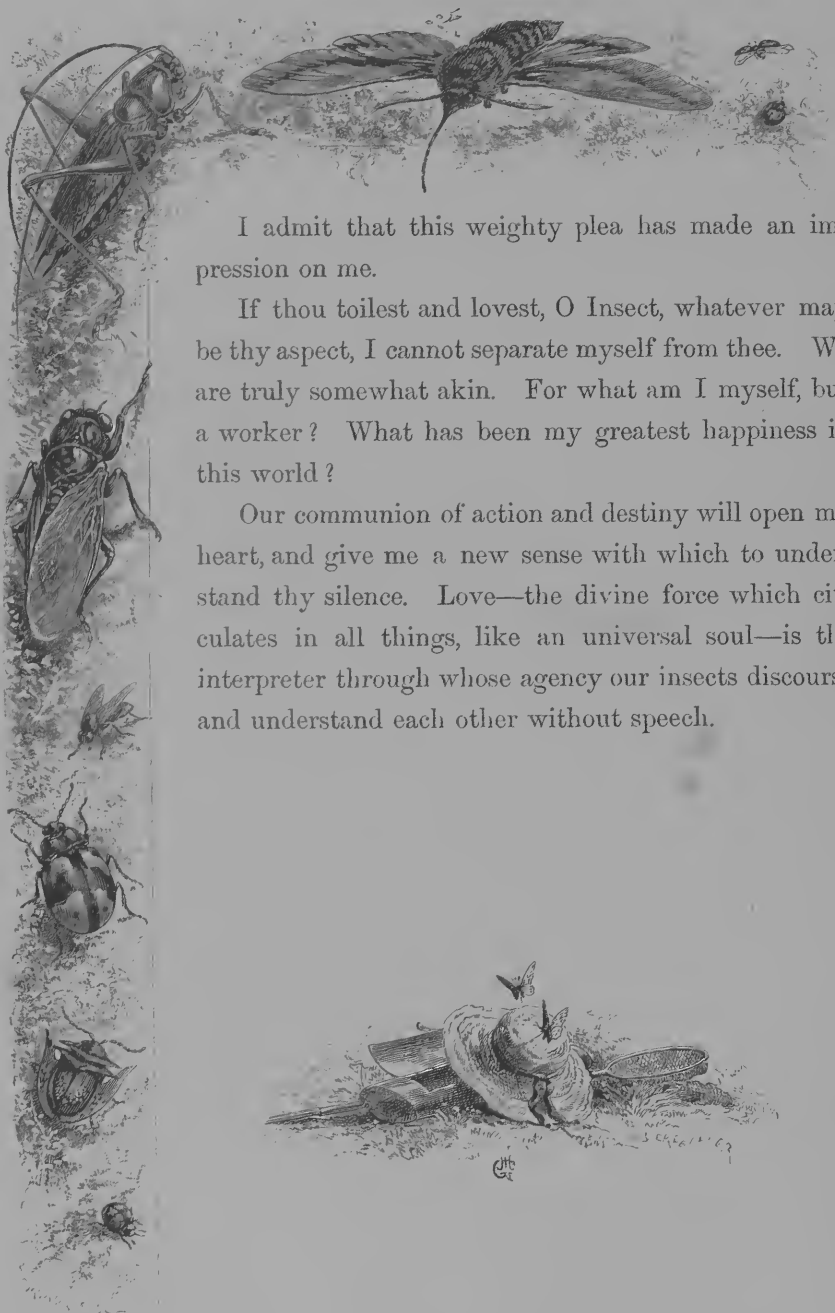 I admit that this weighty plea has made an im
pression on me.
If thou toilest and lovest, O Insect, whatever ma
be thy aspect, I cannot separate myself from thee. W
are truly somewhat akin. For what am I myself, bu
a worker? What has been my greatest happiness i
this world?
Our communion of action and destiny will open m
heart, and give me a new sense with which to under
stand thy silence. Love—the divine force which cir
culates in all things, like an universal soul—is th
interpreter through whose agency our insects discours
and understand each other without speech.